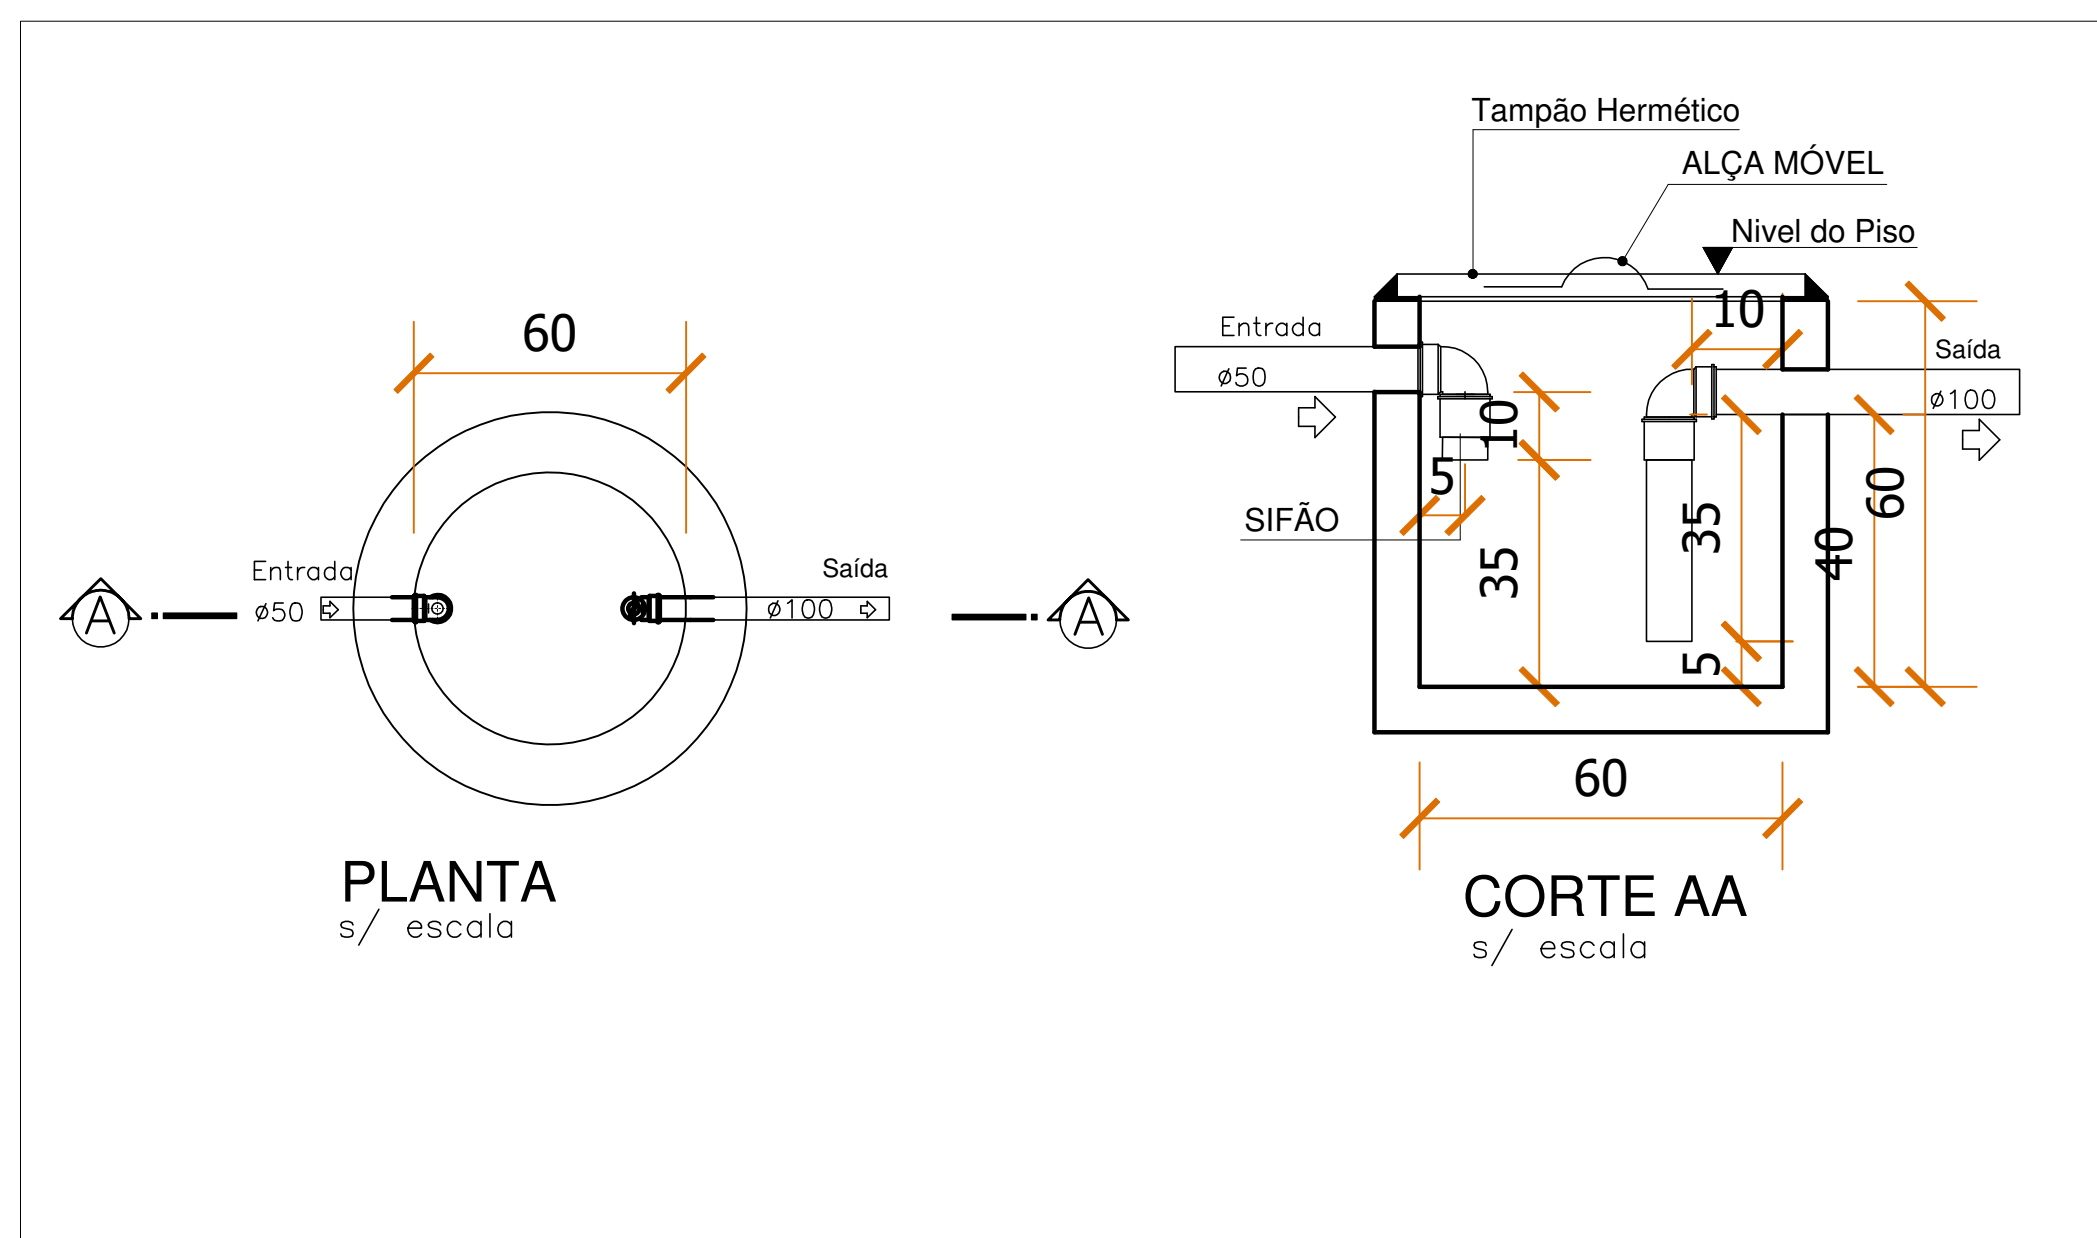 60
Entrada
ø50
Saída
ø100
A
A
PLANTA
s/ escala
Tampão Hermético
ALÇA MÓVEL
Nivel do Piso
Entrada
ø50
10
Saída
ø100
10
5
SIFÃO
35
35
5
40
60
60
CORTE AA
s/ escala